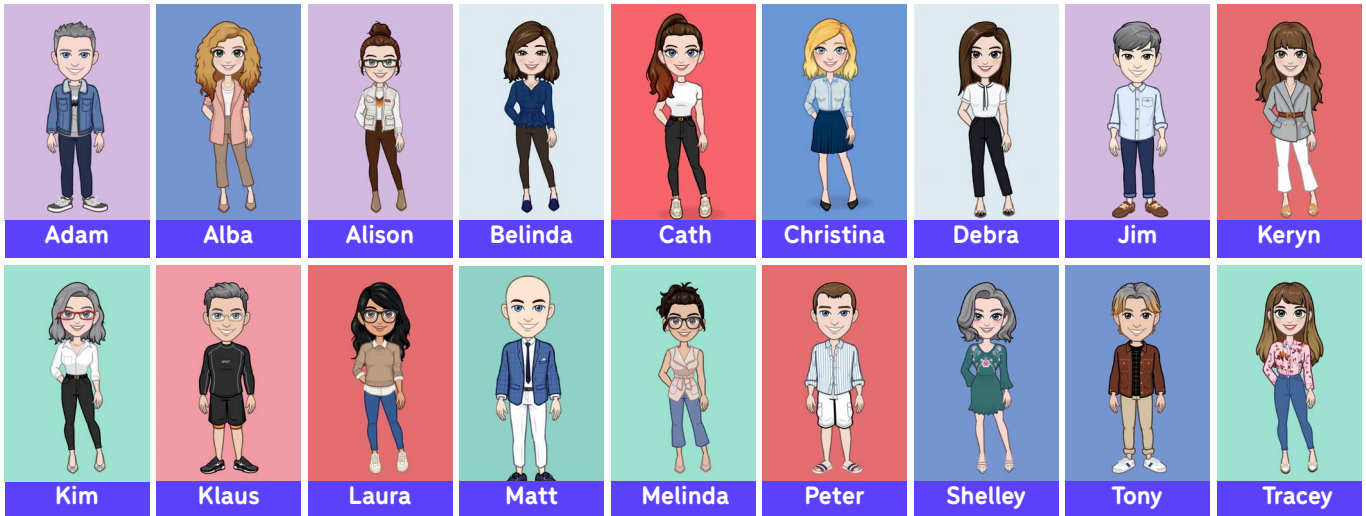 Adam
Alba
Alison
Belinda
Cath
Christina
Debra
Jim
Keryn
Kim
Klaus
Laura
Matt
Melinda
Peter
Shelley
Tony
Tracey